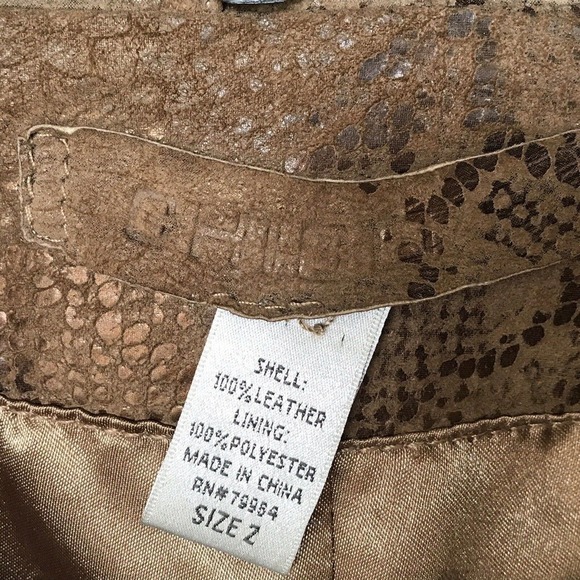 SHELL:
100% LEATHER
LINING:
100% POLYESTER
MADE IN CHINA
RN# 79984
SIZE 2